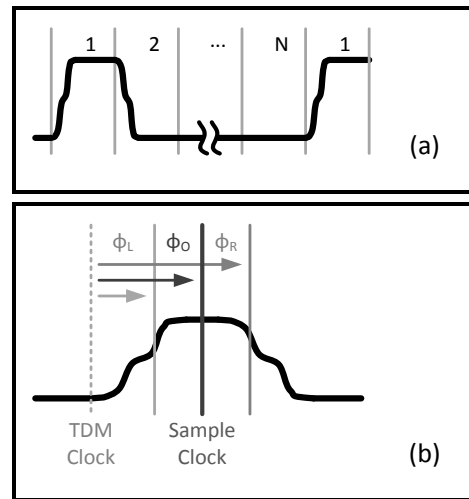 1 2 ... N 1
(a)
ϕL ϕO ϕR
TDM Sample
Clock Clock
(b)